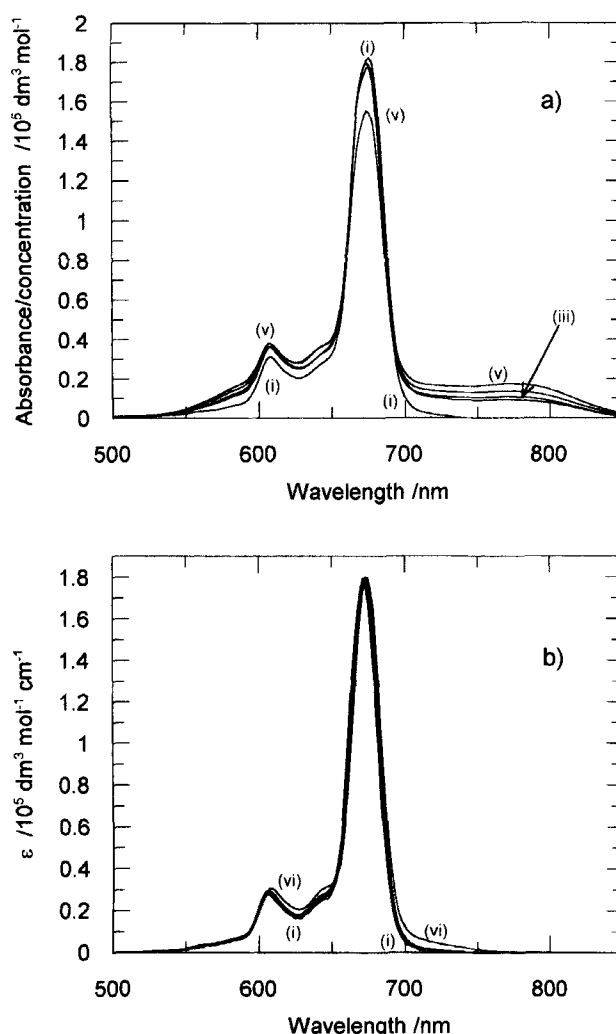 2
1.8
1.6
1.4
1.2
1
0.8
0.6
0.4
0.2
0
Absorbance/concentration /10⁵ dm³ mol⁻¹
(i)
a)
(v)
(v)
(iii)
(v)
(i)
(i)
500 600 700 800
Wavelength /nm
1.8
1.6
1.4
1.2
1
0.8
0.6
0.4
0.2
0
ε /10⁵ dm³ mol⁻¹ cm⁻¹
b)
(vi)
(i)
(i)
(vi)
500 600 700 800
Wavelength /nm